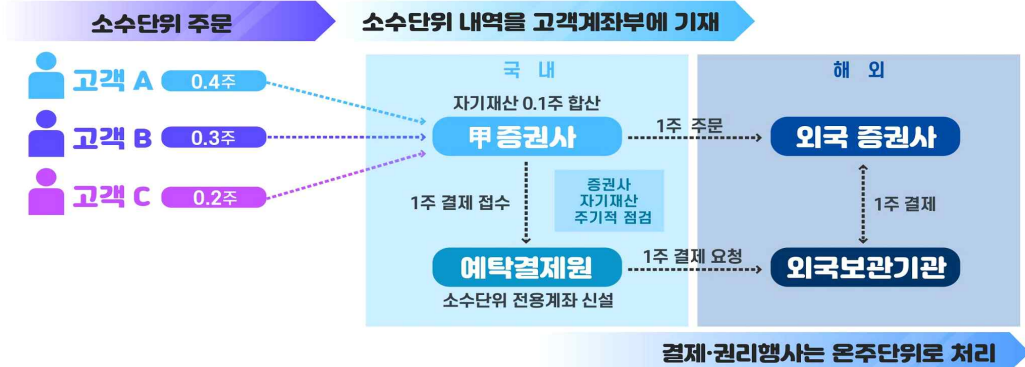 소수단위 주문
소수단위 내역을 고객계좌부에 기재
국 내
해 외
고객 A 0.4주
자기재산 0.1주 합산
고객 B 0.3주
甲 증권사
1주 주문
외국 증권사
고객 C 0.2주
1주 결제 접수
증권사
자기재산
주기적 점검
1주 결제
예탁결제원
1주 결제 요청
외국보관기관
소수단위 전용계좌 신설
결제·권리행사는 온주단위로 처리